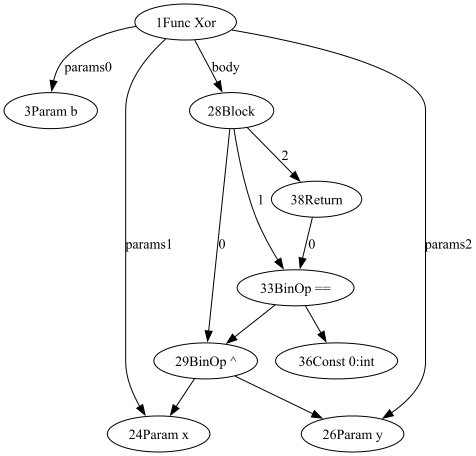 1Func Xor
params0
body
3Param b
28Block
2
1
38Return
params1
0
0
params2
33BinOp ==
29BinOp ^
36Const 0:int
24Param x
26Param y